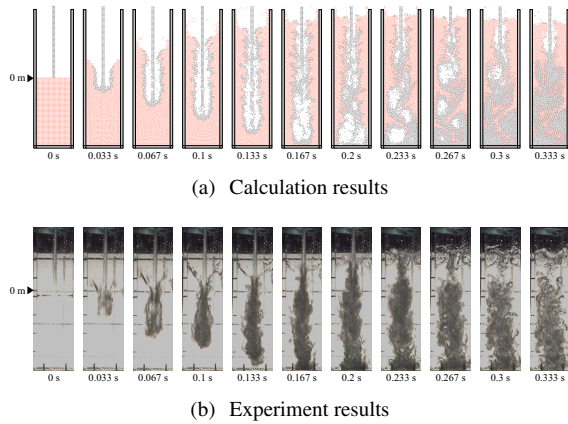 0 m
0 s 0.033 s 0.067 s 0.1 s 0.133 s 0.167 s 0.2 s 0.233 s 0.267 s 0.3 s 0.333 s
(a) Calculation results
0 m
0 s 0.033 s 0.067 s 0.1 s 0.133 s 0.167 s 0.2 s 0.233 s 0.267 s 0.3 s 0.333 s
(b) Experiment results